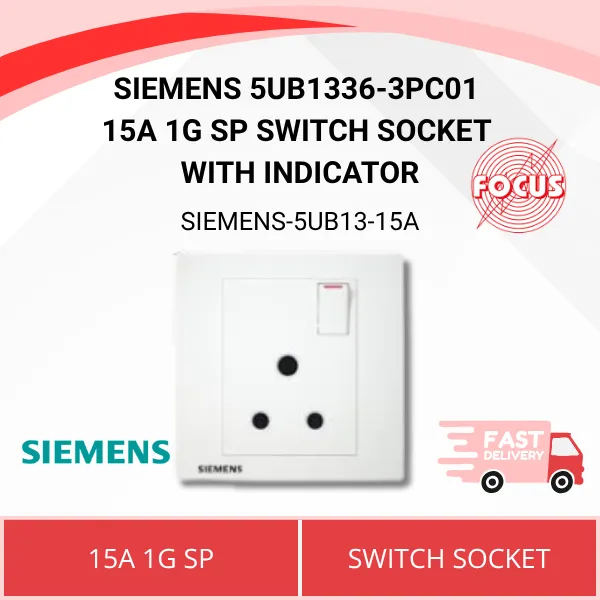 SIEMENS 5UB1336-3PC01
15A 1G SP SWITCH SOCKET
WITH INDICATOR
FOCUS
SIEMENS-5UB13-15A
SIEMENS
SIEMENS
FAST
DELIVERY
15A 1G SP
SWITCH SOCKET